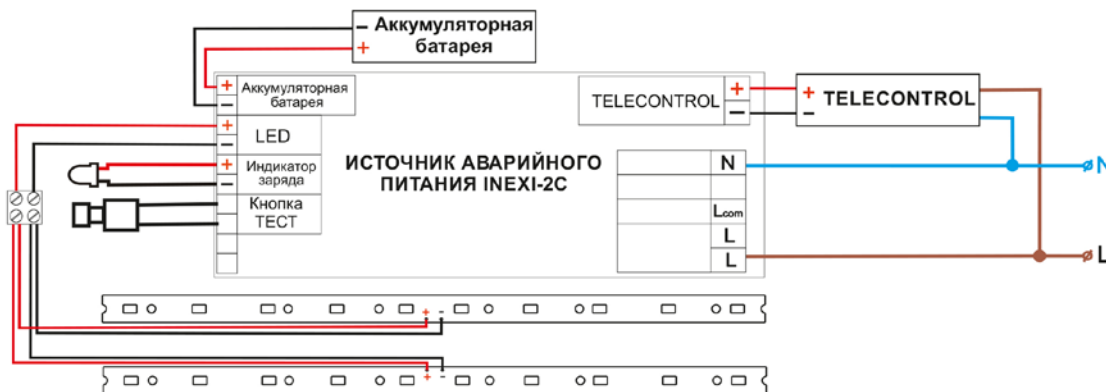 − Аккумуляторная
+ батарея
+ Аккумуляторная
− батарея
+ LED
−
+ Индикатор
− заряда
Кнопка
ТЕСТ
ИСТОЧНИК АВАРИЙНОГО
ПИТАНИЯ INEXI-2C
TELECONTROL +
−
+ TELECONTROL
−
N
Lcom
L
L
N
L
+ -
+ -